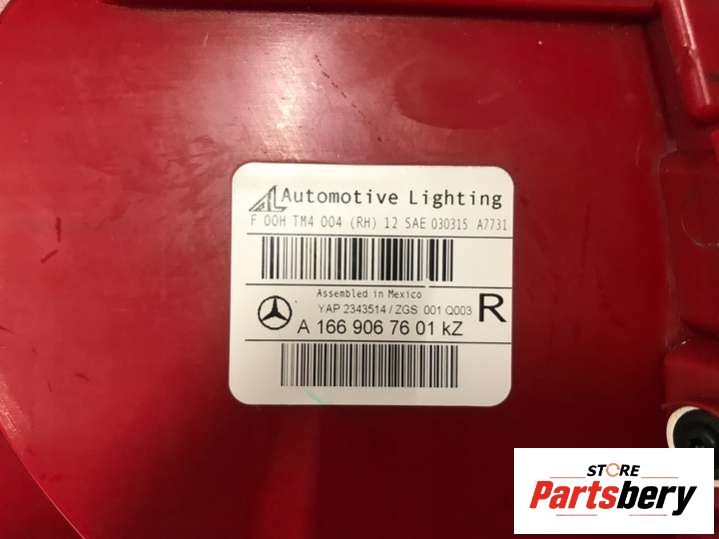 AL Automotive Lighting
F 00H TM4 004 (RH) 12 SAE 030315 A7731
Assembled in Mexico
YAP 2343514 / ZGS 001 Q003
R
A 166 906 76 01 kZ
STORE
Partsbery